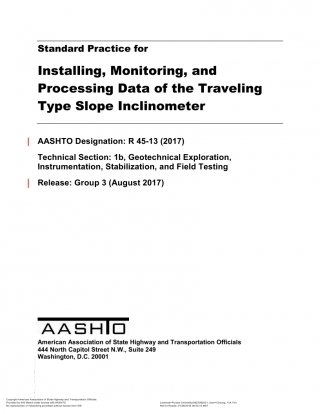 Standard Practice for
Installing, Monitoring, and
Processing Data of the Traveling
Type Slope Inclinometer
AASHTO Designation: R 45-13 (2017)
Technical Section: 1b, Geotechnical Exploration,
Instrumentation, Stabilization, and Field Testing
Release: Group 3 (August 2017)
AASHTO
American Association of State Highway and Transportation Officials
444 North Capitol Street N.W., Suite 249
Washington, D.C. 20001